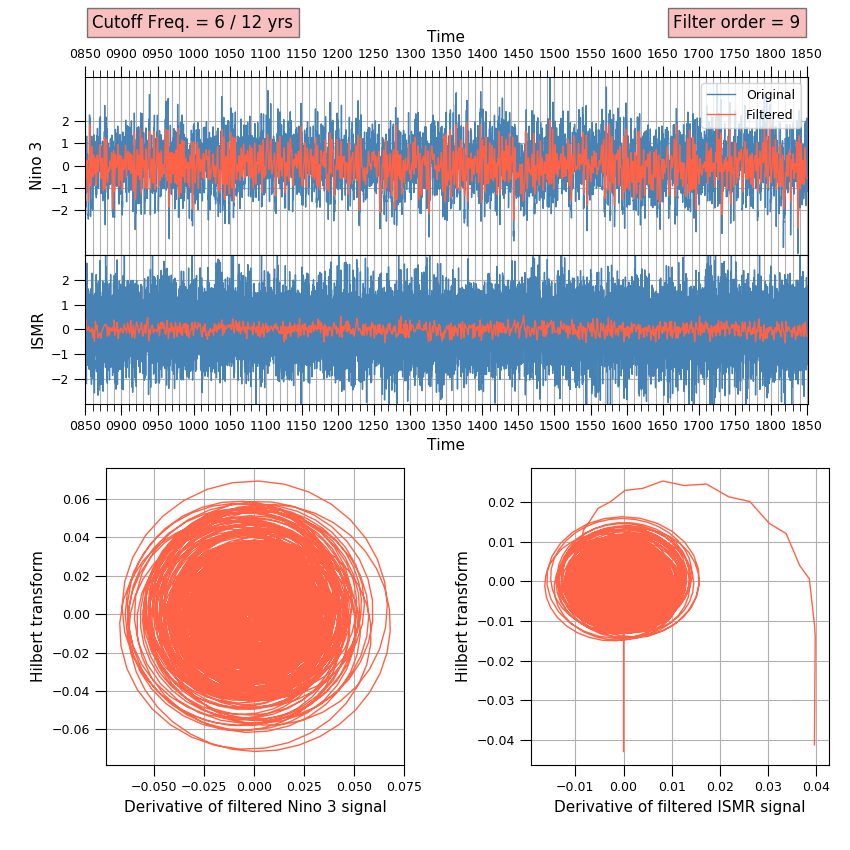 Cutoff Freq. = 6 / 12 yrs
Filter order = 9
Time
0850 0900 0950 1000 1050 1100 1150 1200 1250 1300 1350 1400 1450 1500 1550 1600 1650 1700 1750 1800 1850
Original
Filtered
2
1
0
−1
−2
Nino 3
2
1
0
−1
−2
ISMR
0850 0900 0950 1000 1050 1100 1150 1200 1250 1300 1350 1400 1450 1500 1550 1600 1650 1700 1750 1800 1850
Time
0.06
0.04
0.02
0.00
−0.02
−0.04
−0.06
Hilbert transform
−0.050 −0.025 0.000 0.025 0.050 0.075
Derivative of filtered Nino 3 signal
0.02
0.01
0.00
−0.01
−0.02
−0.03
−0.04
Hilbert transform
−0.01 0.00 0.01 0.02 0.03 0.04
Derivative of filtered ISMR signal